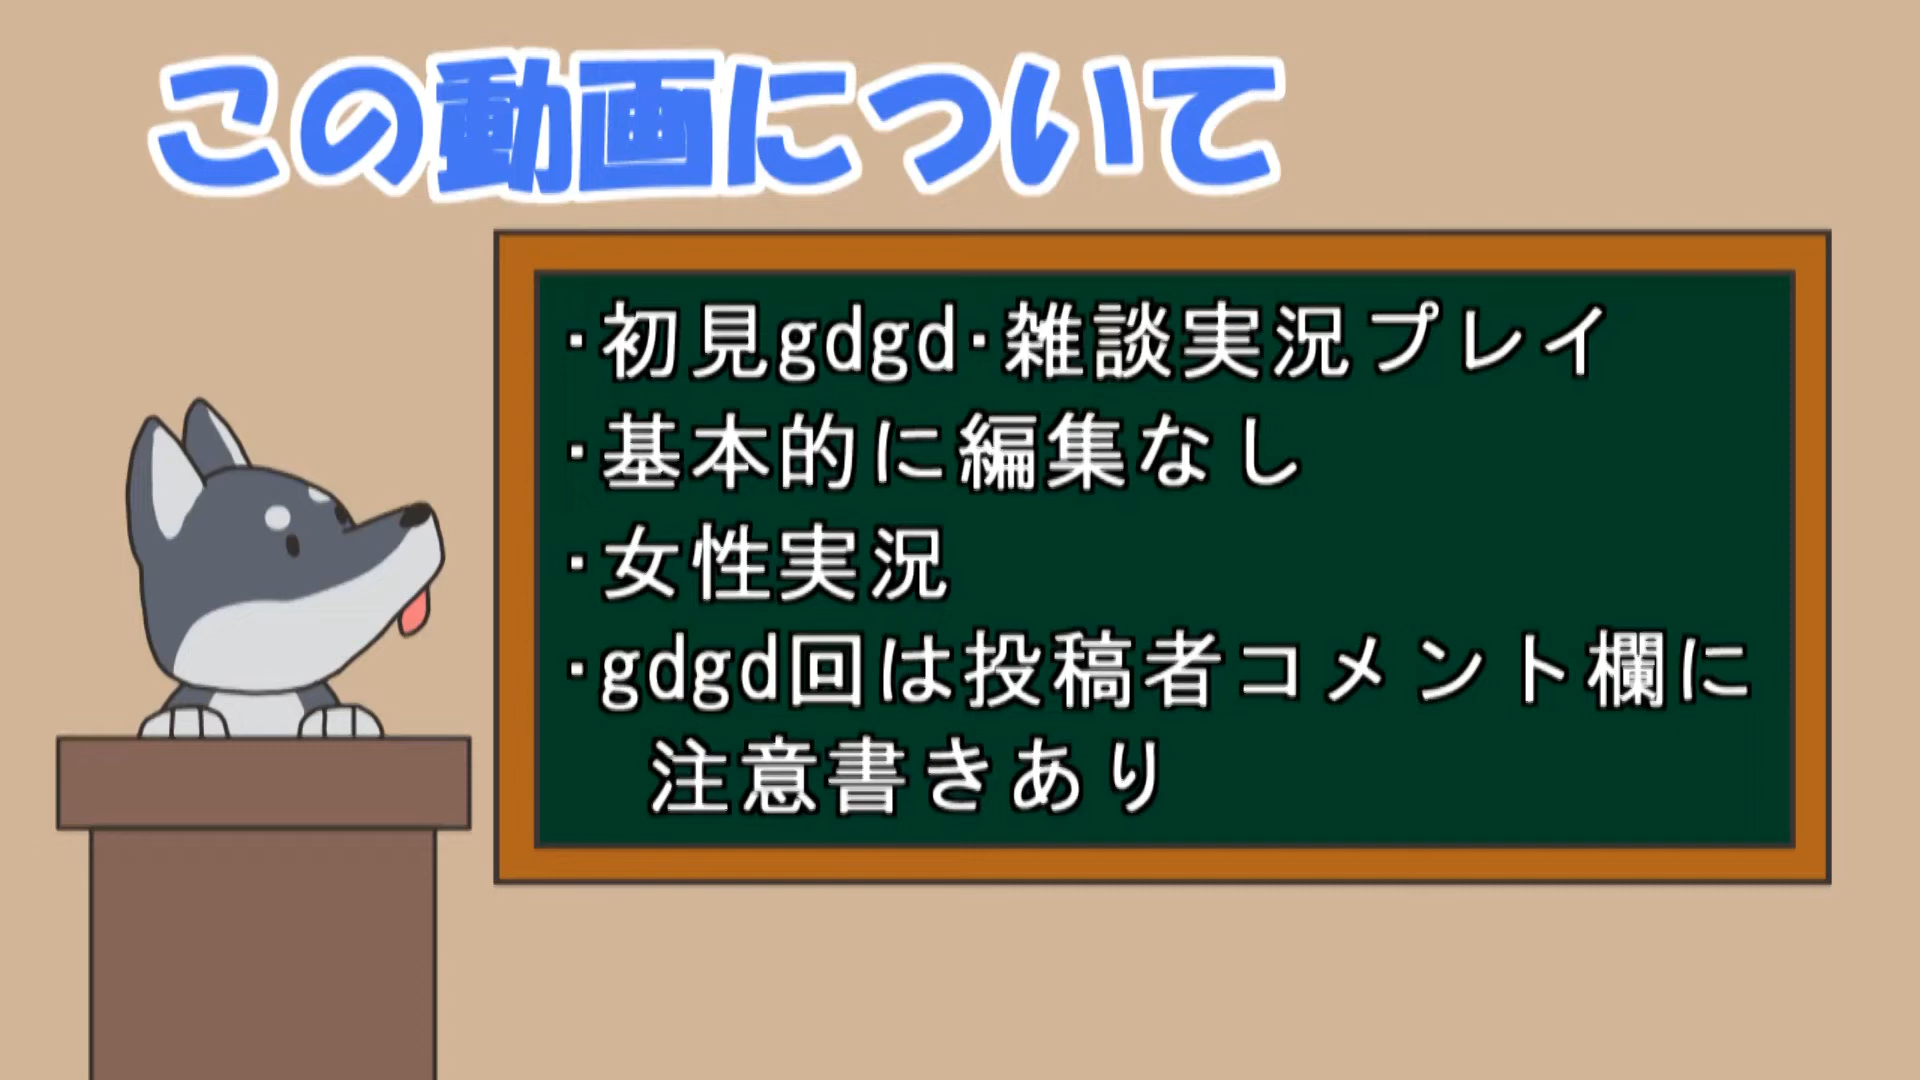 この動画について
・初見gdgd・雑談実況プレイ
・基本的に編集なし
・女性実況
・gdgd回は投稿者コメント欄に
注意書きあり